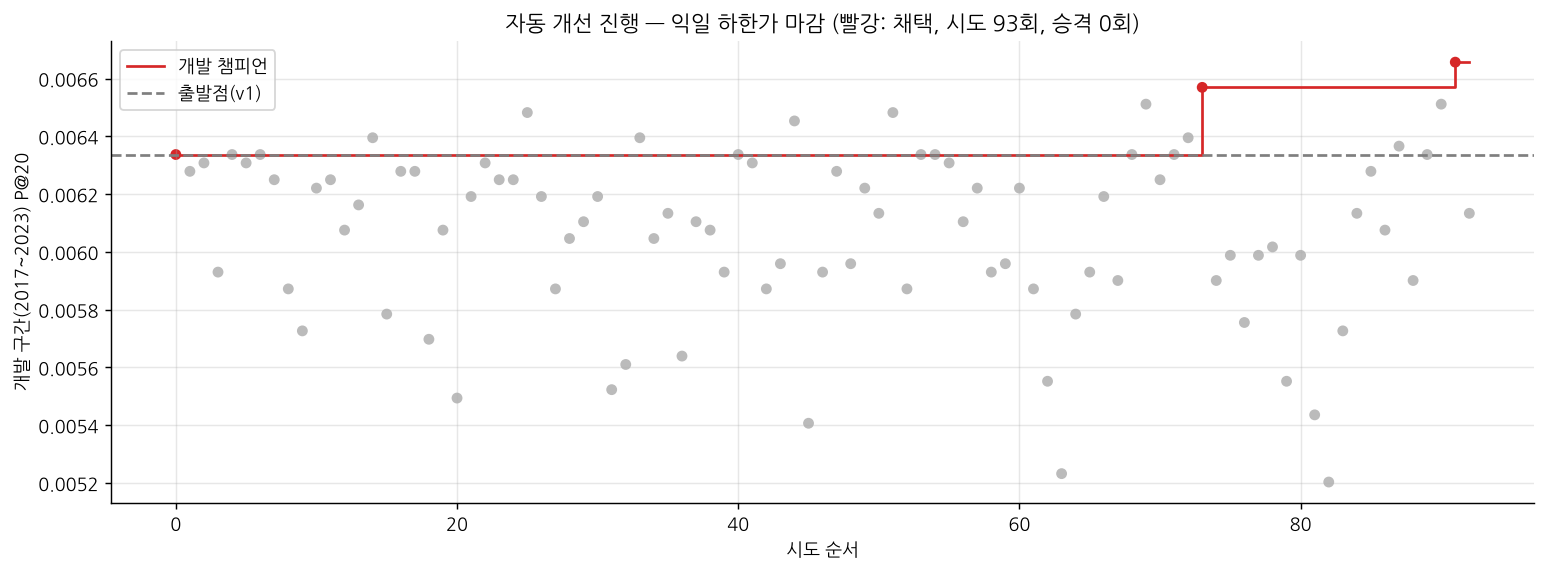 자동 개선 진행 — 익일 하한가 마감 (빨강: 채택, 시도 93회, 승격 0회)
개발 챔피언
출발점(v1)
개발 구간(2017~2023) P@20
0.0066
0.0064
0.0062
0.0060
0.0058
0.0056
0.0054
0.0052
0 20 40 60 80
시도 순서